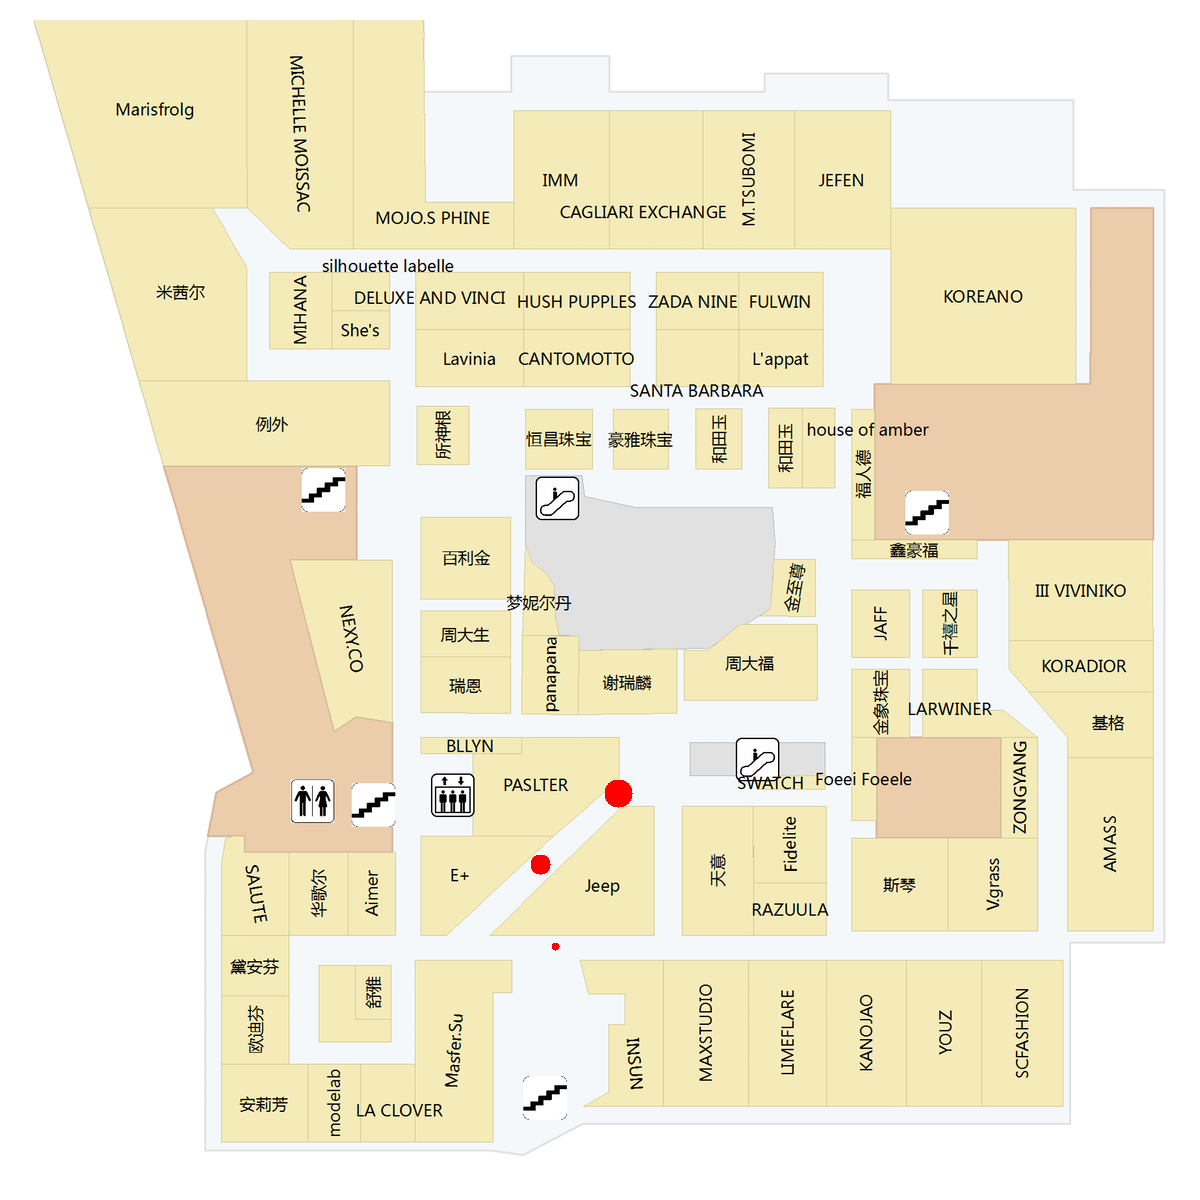 Marisfrolg
MICHELLE MOISSAC
MOJO.S PHINE
IMM
CAGLIARI EXCHANGE
M.TSUBOMI
JEFEN
silhouette labelle
米茜尔
MIHANA
DELUXE AND VINCI
She's
HUSH PUPPLES
ZADA NINE
FULWIN
KOREANO
Lavinia
CANTOMOTTO
L'appat
SANTA BARBARA
例外
所神根
恒昌珠宝
豪雅珠宝
和田玉
和田玉
house of amber
福人德
百利金
鑫豪福
梦妮尔丹
金至尊
III VIVINIKO
NEXY.CO
周大生
JAFF
千禧之星
瑞恩
panapana
谢瑞麟
周大福
KORADIOR
金象珠宝
LARWINER
基格
BLLYN
PASLTER
SWATCH
Foeei Foeele
ZONGYANG
AMASS
SALUTE
华歌尔
Aimer
E+
Jeep
天意
Fidelite
RAZUULA
斯琴
V.grass
黛安芬
舒雅
欧迪芬
Masfer.Su
INSUN
MAXSTUDIO
LIMEFLARE
KANOJAO
YOUZ
SCFASHION
安莉芳
modelab
LA CLOVER